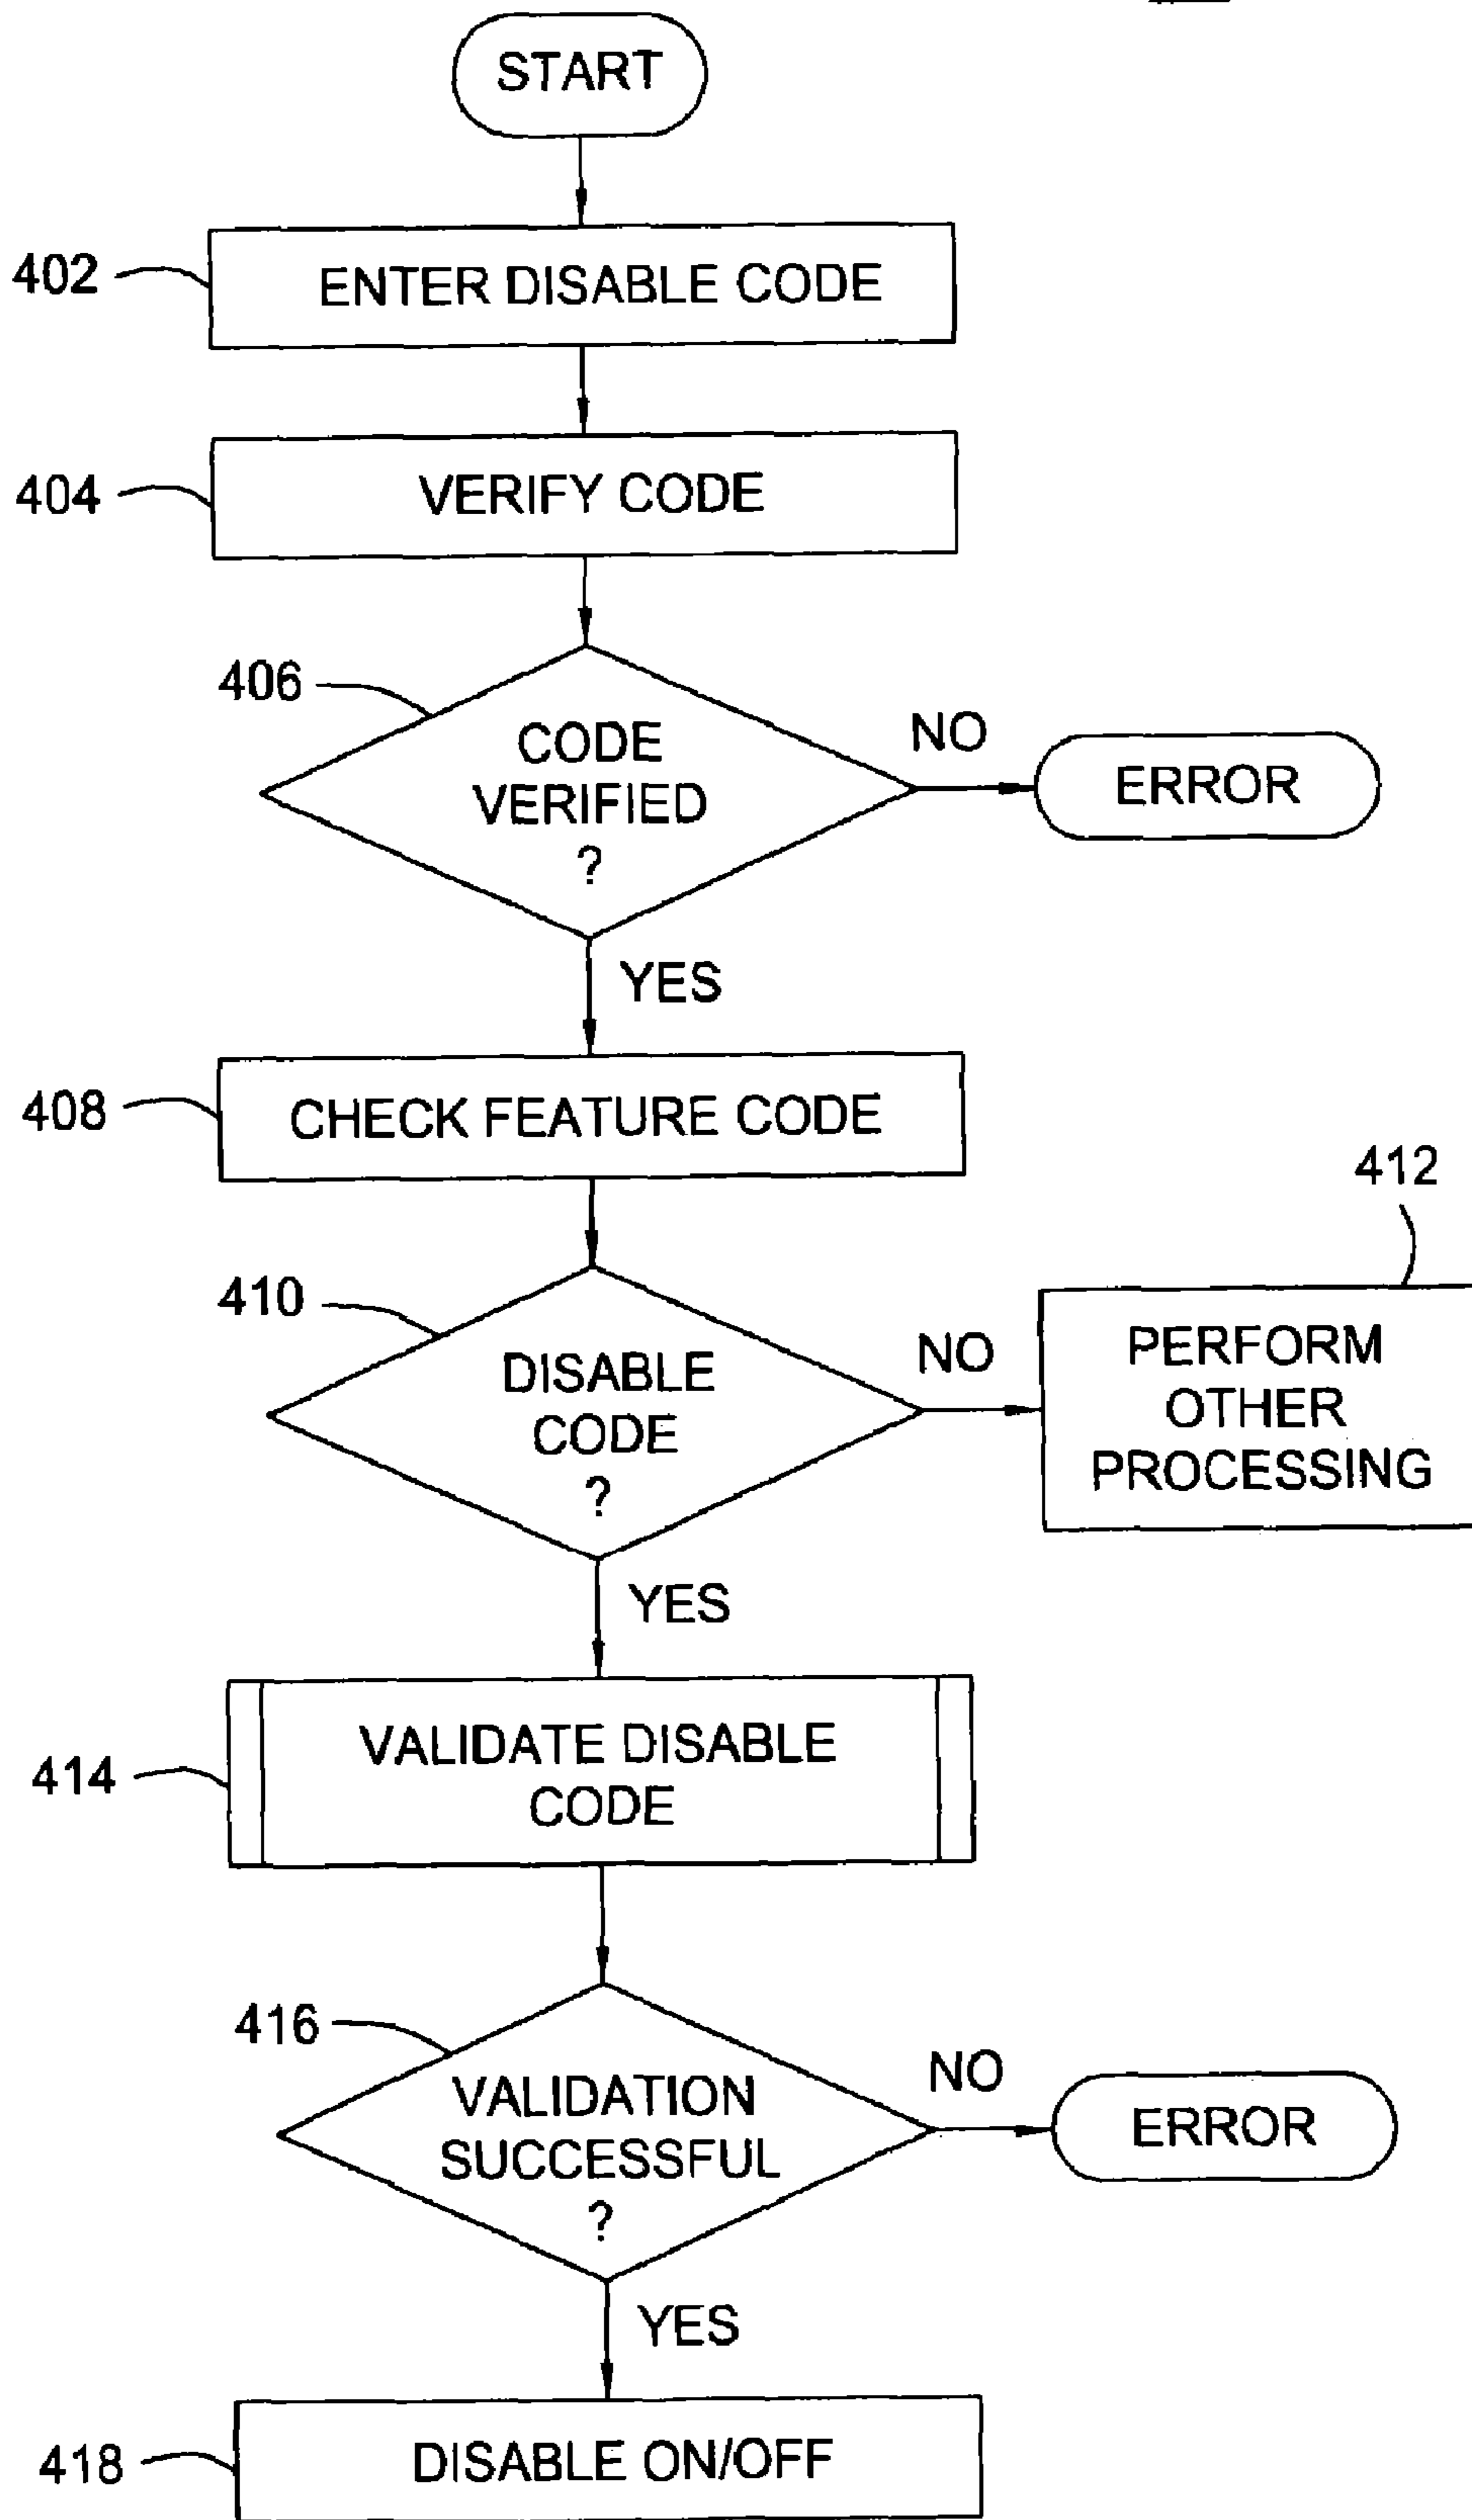 START
402
ENTER DISABLE CODE
404
VERIFY CODE
406
CODE
VERIFIED
?
NO
ERROR
YES
408
CHECK FEATURE CODE
412
410
DISABLE
CODE
?
NO
PERFORM
OTHER
PROCESSING
YES
414
VALIDATE DISABLE
CODE
416
VALIDATION
SUCCESSFUL
?
NO
ERROR
YES
418
DISABLE ON/OFF